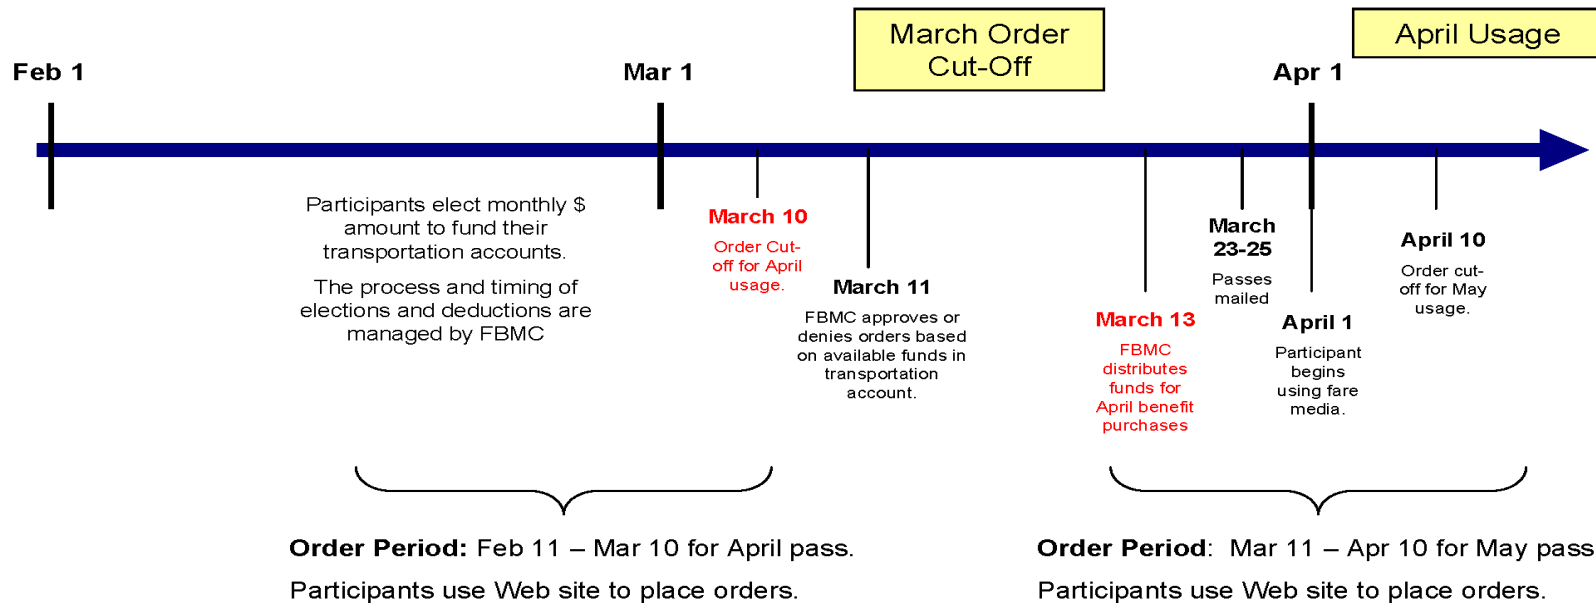 March Order
Cut-Off
April Usage
Feb 1
Mar 1
Apr 1
Participants elect monthly $
amount to fund their
transportation accounts.
The process and timing of
elections and deductions are
managed by FBMC
March 10
Order Cut-
off for April
usage.
March 11
FBMC approves or
denies orders based
on available funds in
transportation
account.
March 13
FBMC
distributes
funds for
April benefit
purchases
March
23-25
Passes
mailed
April 1
Participant
begins
using fare
media.
April 10
Order cut-
off for May
usage.
Order Period: Feb 11 – Mar 10 for April pass.
Participants use Web site to place orders.
Order Period:  Mar 11 – Apr 10 for May pass
Participants use Web site to place orders.